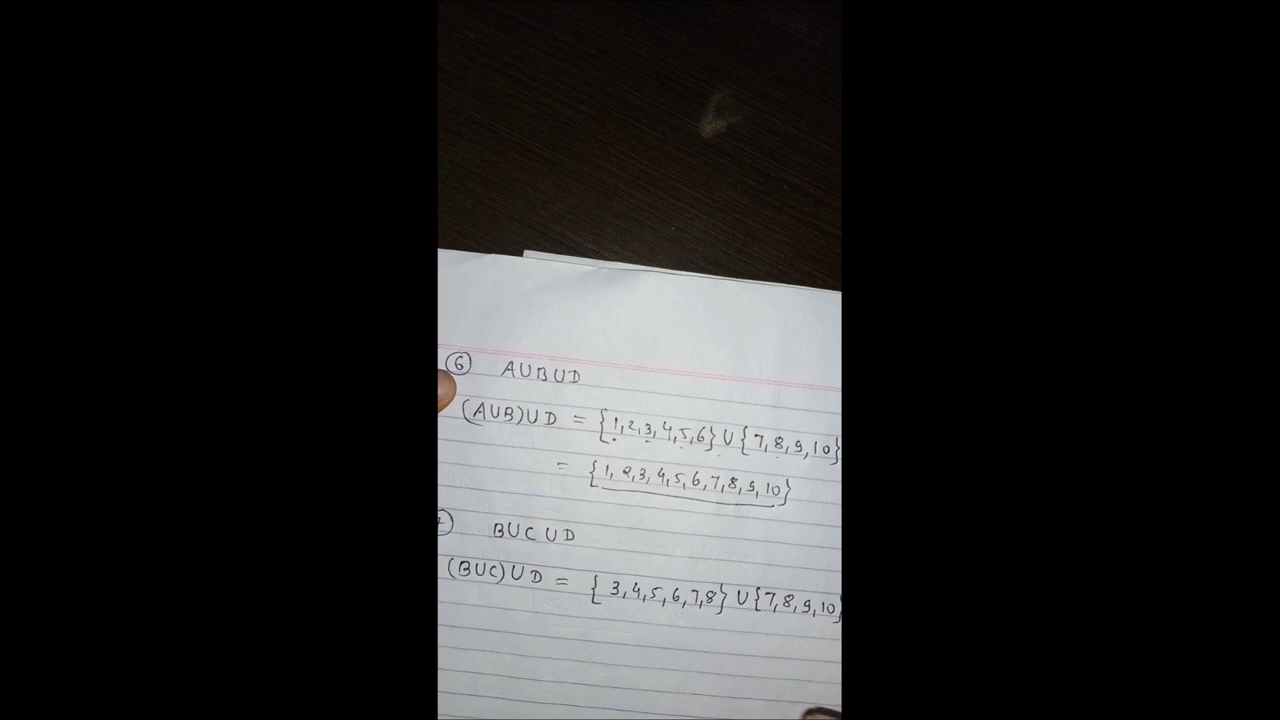 6 AUBUD
(AUB)UD = {1,2,3,4,5,6} U {7,8,9,10}
= {1,2,3,4,5,6,7,8,9,10}
7 BUCUD
(BUC)UD = {3,4,5,6,7,8} U {7,8,9,10}